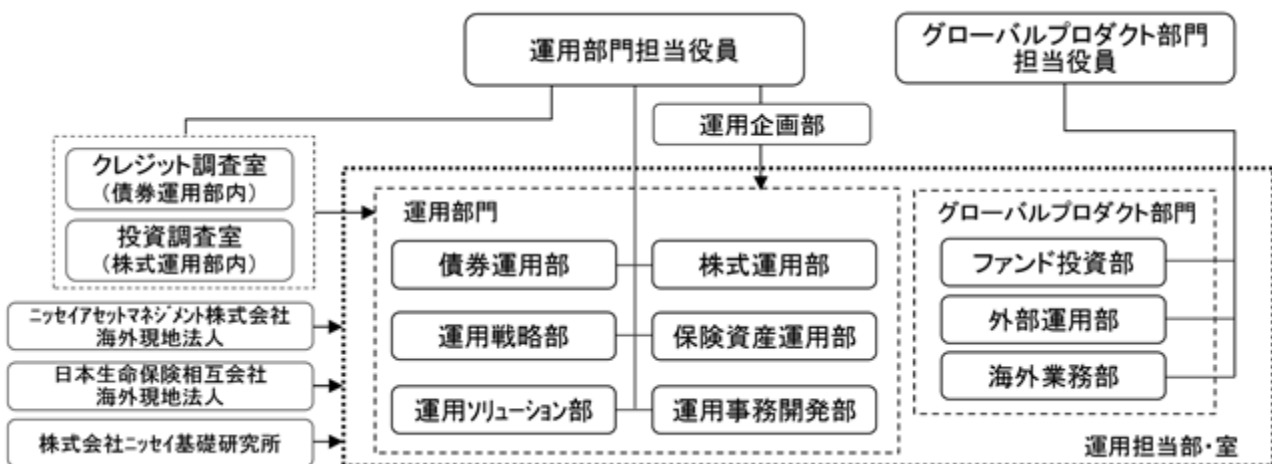 運用部門担当役員
グローバルプロダクト部門
担当役員
運用企画部
クレジット調査室
(債券運用部内)
投資調査室
(株式運用部内)
ニッセイアセットマネジメント株式会社
海外現地法人
日本生命保険相互会社
海外現地法人
株式会社ニッセイ基礎研究所
運用部門
債券運用部
株式運用部
運用戦略部
保険資産運用部
運用ソリューション部
運用事務開発部
グローバルプロダクト部門
ファンド投資部
外部運用部
海外業務部
運用担当部・室